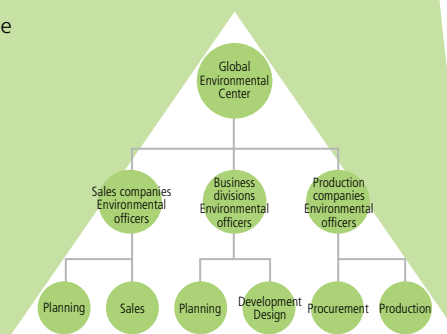 e
Global
Environmental
Center
Sales companies
Environmental
officers
Business
divisions
Environmental
officers
Production
companies
Environmental
officers
Planning
Sales
Planning
Development
Design
Procurement
Production